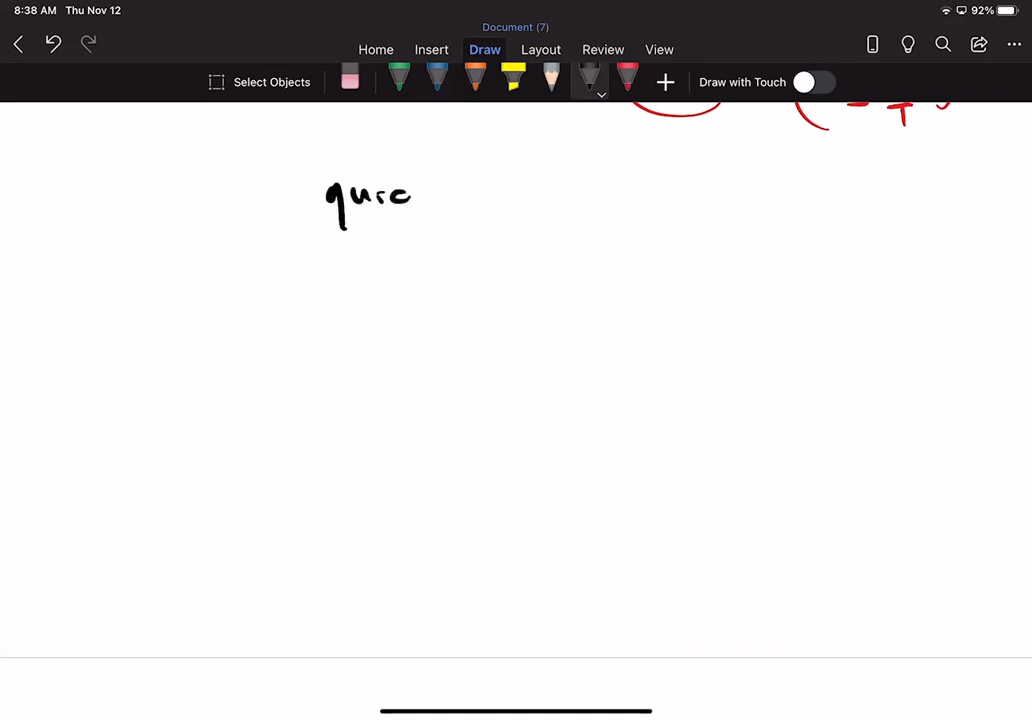 8:38 AM Thu Nov 12
92%
Document (7)
Home Insert Draw Layout Review View
Select Objects
Draw with Touch
quic